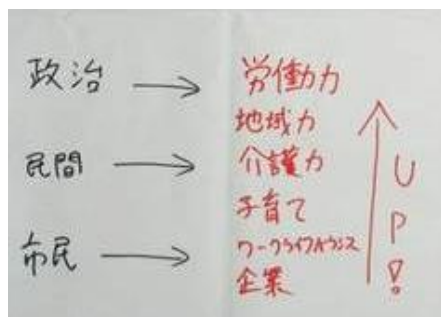 政治 → 労働力
地域力
民間 → 介護力
子育て
ワークライフバランス
市民 → 企業
UP!